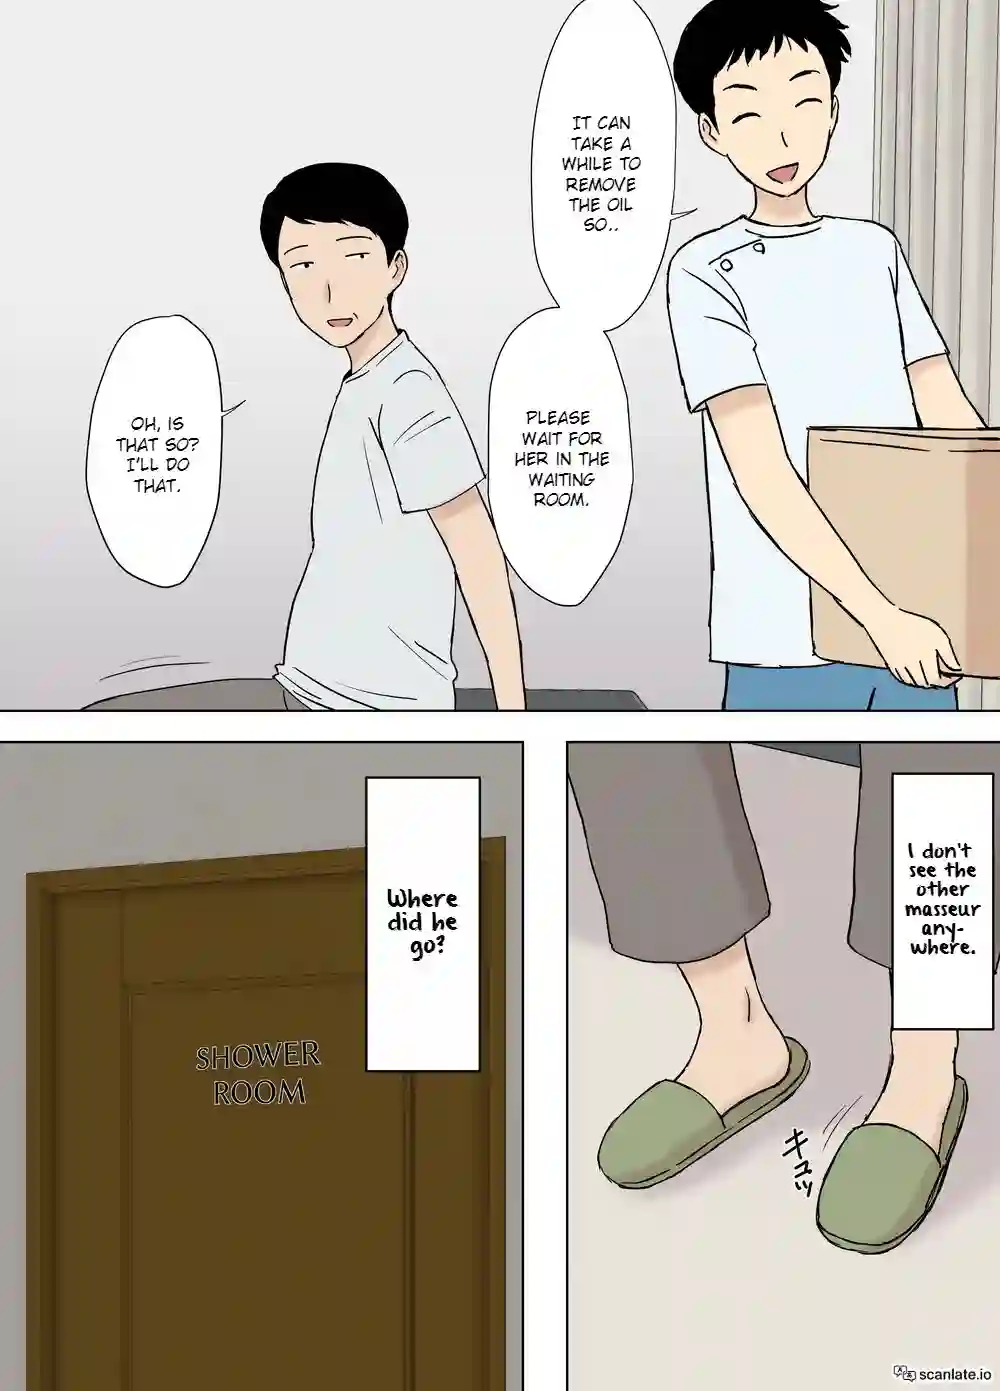 IT CAN
TAKE A
WHILE TO
REMOVE
THE OIL
SO..
PLEASE
WAIT FOR
HER IN THE
WAITING
ROOM.
OH, IS
THAT SO?
I'LL DO
THAT.
I don't
see the
other
masseur
any-
where.
キュッ
Where
did he
go?
SHOWER
ROOM
scanlate.io